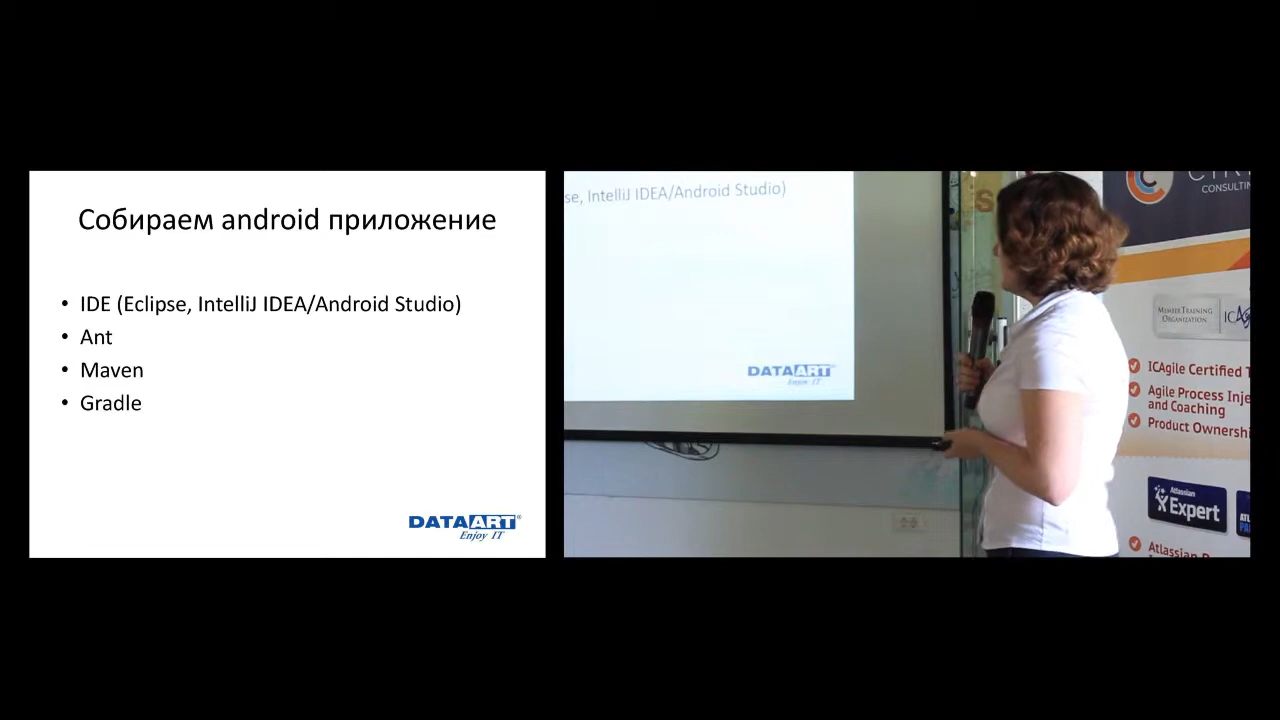 Собираем android приложение
• IDE (Eclipse, IntelliJ IDEA/Android Studio)
• Ant
• Maven
• Gradle
DATAART®
Enjoy IT
se, IntelliJ IDEA/Android Studio)
DATAART
Enjoy IT
CONSULTIN
MEMBER TRAINING
ORGANIZATION
ICAgile Certified T
Agile Process Inje
and Coaching
Product Ownershi
Atlassian
Expert
Atlassian